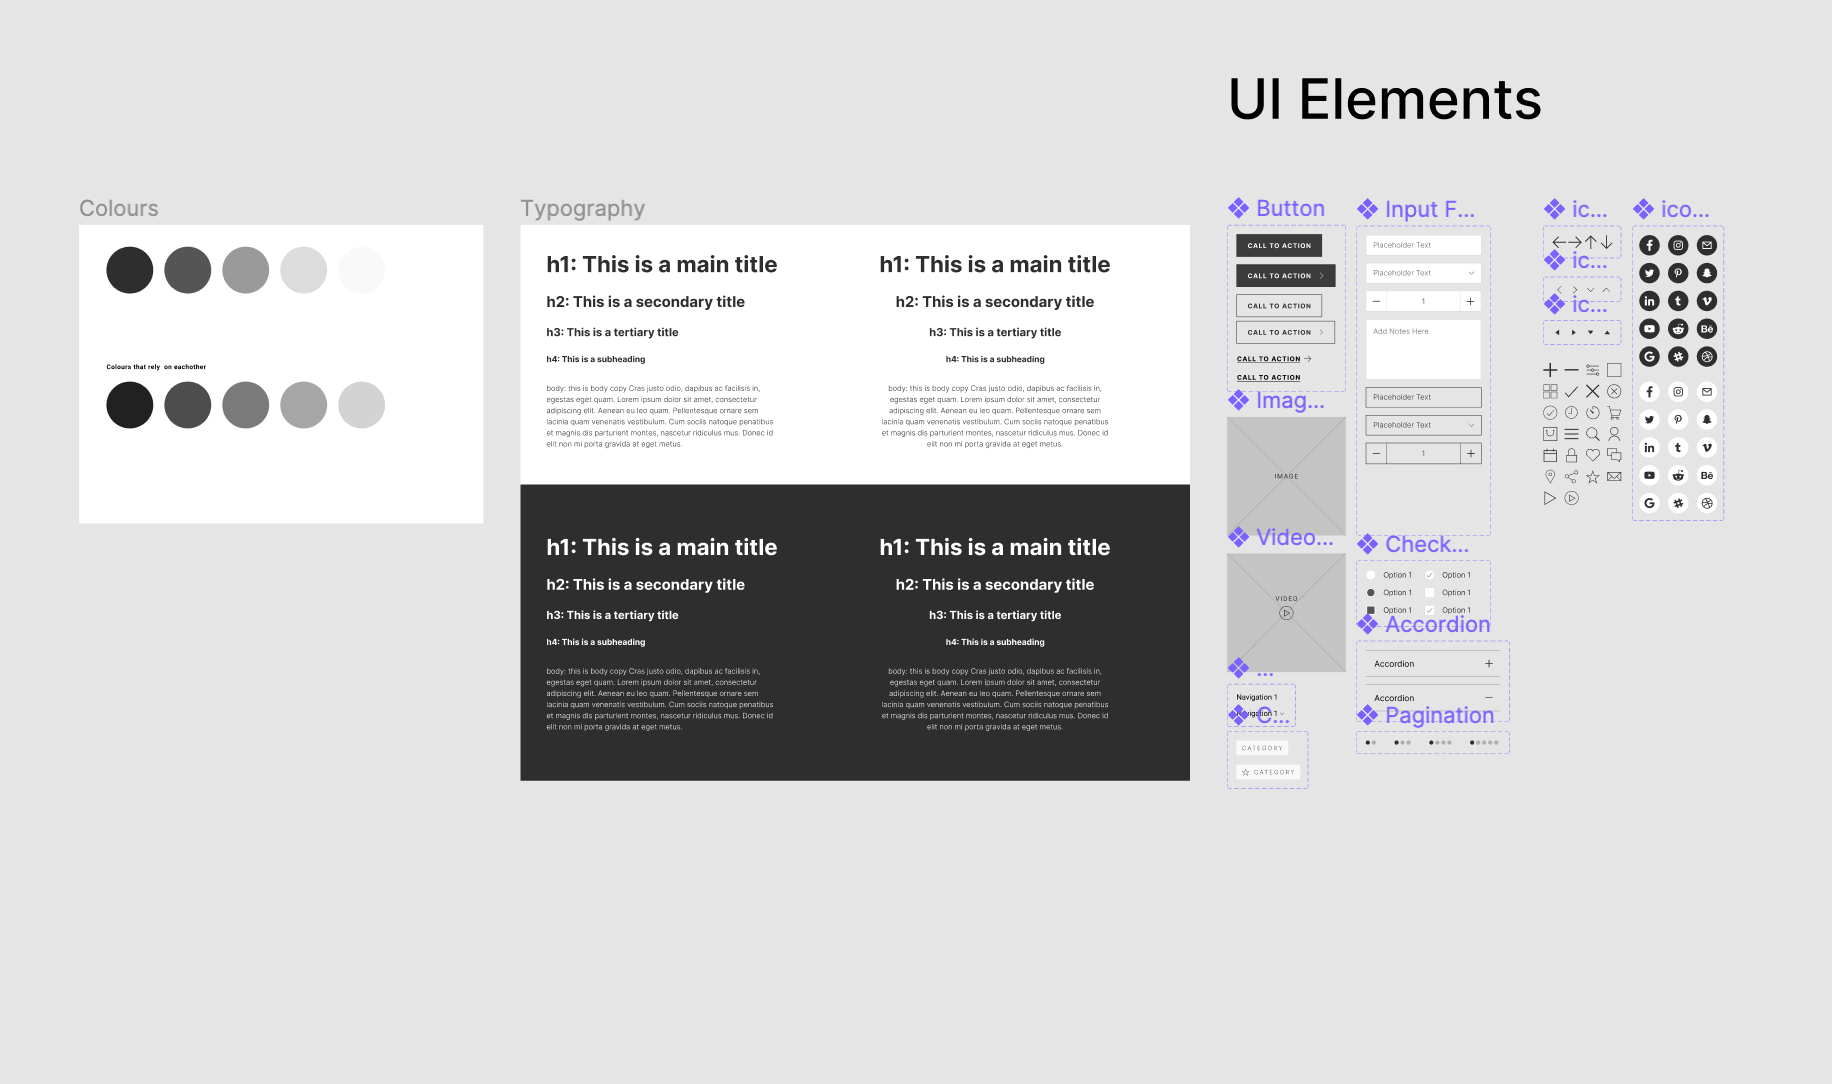 UI Elements
Colours
Colours that rely on eachother
Typography
h1: This is a main title
h2: This is a secondary title
h3: This is a tertiary title
h4: This is a subheading
body: this is body copy Cras justo odio, dapibus ac facilisis in,
egestas eget quam. Lorem ipsum dolor sit amet, consectetur
adipiscing elit. Aenean eu leo quam. Pellentesque ornare sem
lacinia quam venenatis vestibulum. Cum sociis natoque penatibus
et magnis dis parturient montes, nascetur ridiculus mus. Donec id
elit non mi porta gravida at eget metus.
h1: This is a main title
h2: This is a secondary title
h3: This is a tertiary title
h4: This is a subheading
body: this is body copy Cras justo odio, dapibus ac facilisis in,
egestas eget quam. Lorem ipsum dolor sit amet, consectetur
adipiscing elit. Aenean eu leo quam. Pellentesque ornare sem
lacinia quam venenatis vestibulum. Cum sociis natoque penatibus
et magnis dis parturient montes, nascetur ridiculus mus. Donec id
elit non mi porta gravida at eget metus.
h1: This is a main title
h2: This is a secondary title
h3: This is a tertiary title
h4: This is a subheading
body: this is body copy Cras justo odio, dapibus ac facilisis in,
egestas eget quam. Lorem ipsum dolor sit amet, consectetur
adipiscing elit. Aenean eu leo quam. Pellentesque ornare sem
lacinia quam venenatis vestibulum. Cum sociis natoque penatibus
et magnis dis parturient montes, nascetur ridiculus mus. Donec id
elit non mi porta gravida at eget metus.
h1: This is a main title
h2: This is a secondary title
h3: This is a tertiary title
h4: This is a subheading
body: this is body copy Cras justo odio, dapibus ac facilisis in,
egestas eget quam. Lorem ipsum dolor sit amet, consectetur
adipiscing elit. Aenean eu leo quam. Pellentesque ornare sem
lacinia quam venenatis vestibulum. Cum sociis natoque penatibus
et magnis dis parturient montes, nascetur ridiculus mus. Donec id
elit non mi porta gravida at eget metus.
Button
CALL TO ACTION
CALL TO ACTION
CALL TO ACTION
CALL TO ACTION
CALL TO ACTION
CALL TO ACTION
Imag...
IMAGE
Video...
VIDEO
...
Navigation 1
Navigation 1
C...
CATEGORY
CATEGORY
Input F...
Placeholder Text
Placeholder Text
1
Add Notes Here
Placeholder Text
Placeholder Text
1
Check...
Option 1 Option 1
Option 1 Option 1
Option 1 Option 1
Accordion
Accordion
Accordion
Pagination
ic...
ic...
ic...
ico...